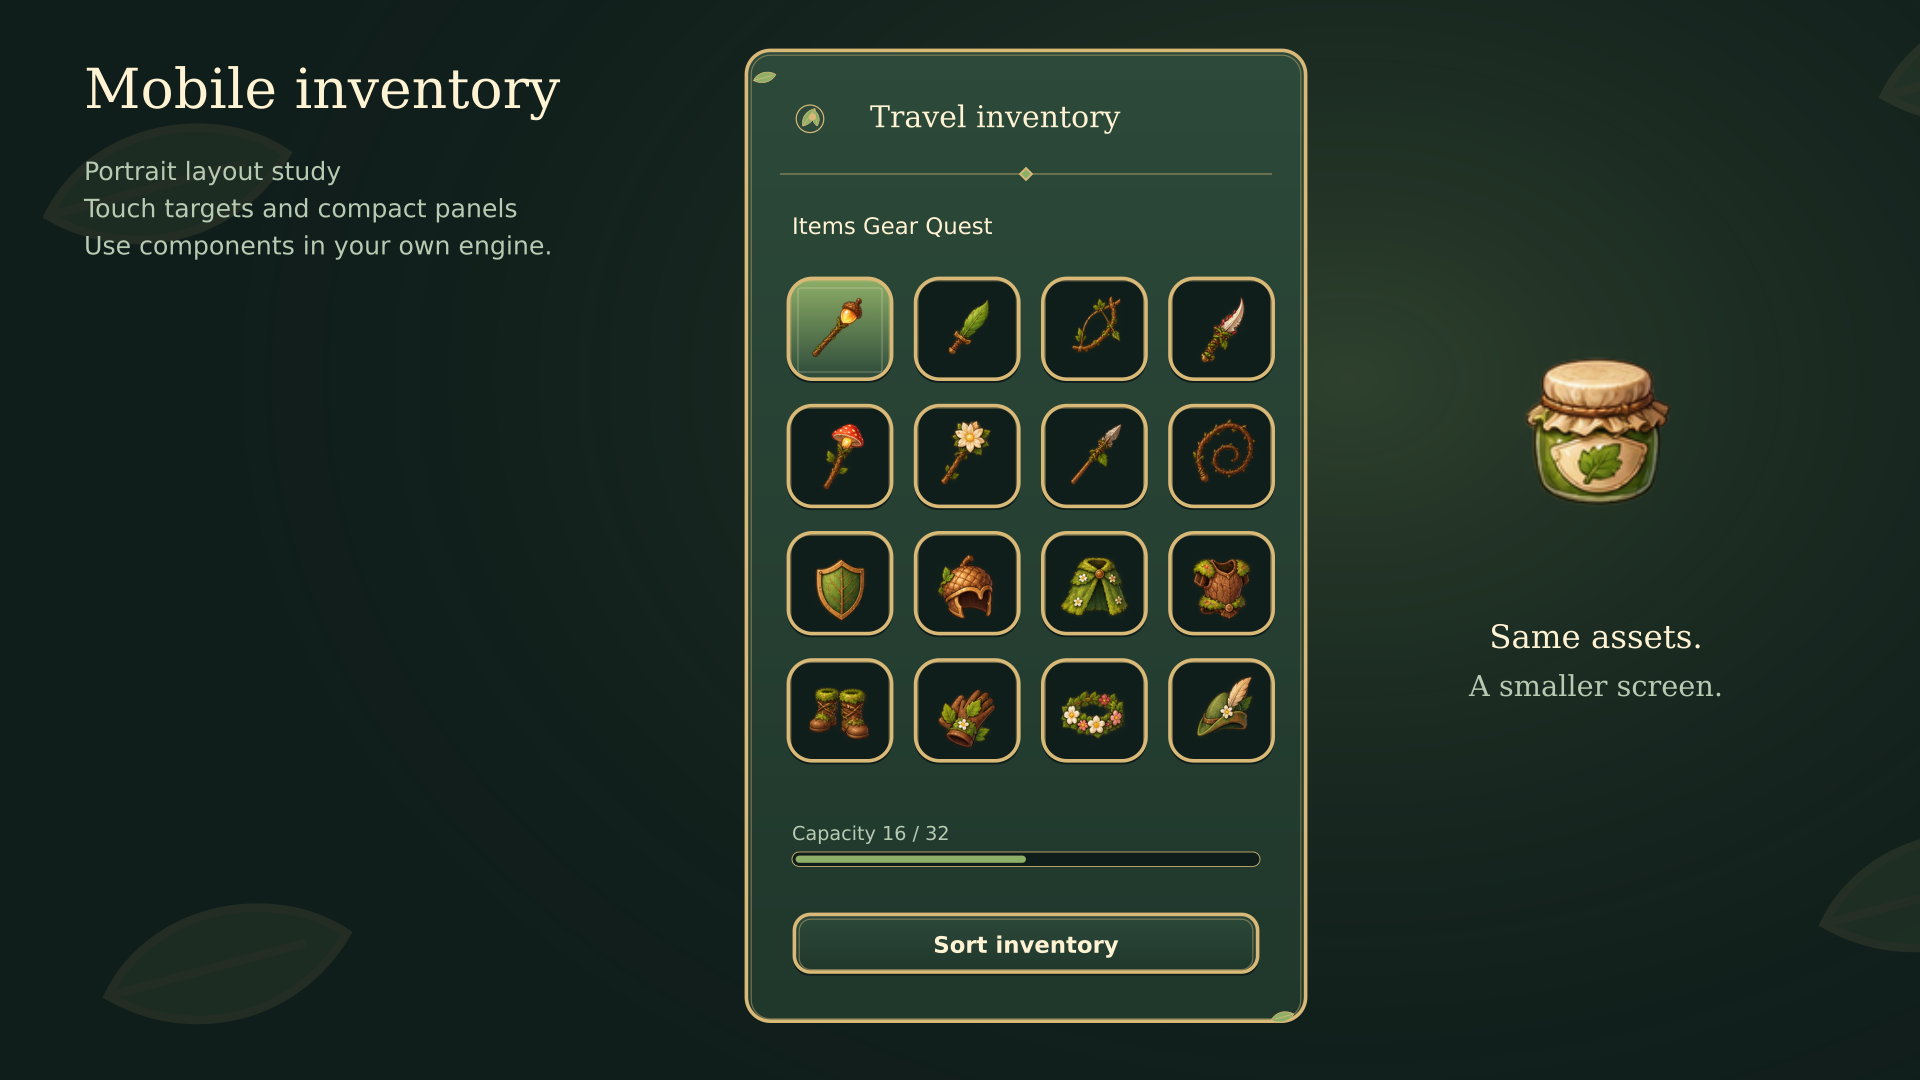 Mobile inventory
Portrait layout study
Touch targets and compact panels
Use components in your own engine.
Travel inventory
Items Gear Quest
Capacity 16 / 32
Sort inventory
Same assets.
A smaller screen.